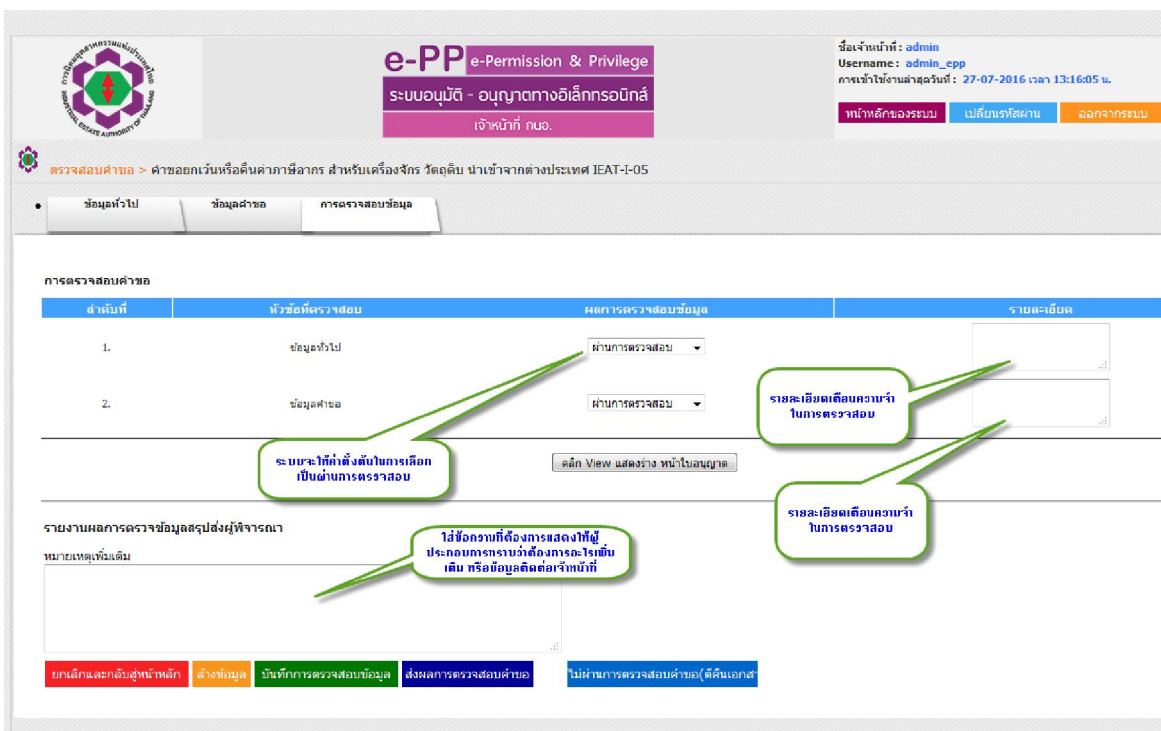 การนิคมอุตสาหกรรมแห่งประเทศไทย
INDUSTRIAL ESTATE AUTHORITY OF THAILAND
e-PP e-Permission & Privilege
ระบบอนุมัติ - อนุญาตทางอิเล็กทรอนิกส์
เจ้าหน้าที่ กนอ.
ชื่อเจ้าหน้าที่ : admin
Username : admin_epp
การเข้าใช้งานล่าสุดวันที่ : 27-07-2016 เวลา 13:16:05 น.
หน้าหลักของระบบ เปลี่ยนรหัสผ่าน ออกจากระบบ
ตรวจสอบคำขอ > คำขอยกเว้นหรือคืนค่าภาษีอากร สำหรับเครื่องจักร วัตถุดิบ นำเข้าจากต่างประเทศ IEAT-I-05
ข้อมูลทั่วไป ข้อมูลคำขอ การตรวจสอบข้อมูล
การตรวจสอบคำขอ
ลำดับที่ หัวข้อที่ตรวจสอบ ผลการตรวจสอบข้อมูล รายละเอียด
1. ข้อมูลทั่วไป ผ่านการตรวจสอบ
2. ข้อมูลคำขอ ผ่านการตรวจสอบ
รายละเอียดเตือนความจำ
ในการตรวจสอบ
ระบบจะให้ค่าตั้งต้นในการเลือก
เป็นผ่านการตรวจสอบ
คลิก View แสดงร่าง หน้าใบอนุญาต
รายละเอียดเตือนความจำ
ในการตรวจสอบ
รายงานผลการตรวจข้อมูลสรุปส่งผู้พิจารณา
หมายเหตุเพิ่มเติม
ใส่ข้อความที่ต้องการแสดงให้ผู้
ประกอบการทราบว่าต้องการอะไรเพิ่ม
เติม หรือข้อมูลติดต่อเจ้าหน้าที่
ยกเลิกและกลับสู่หน้าหลัก ล้างข้อมูล บันทึกการตรวจสอบข้อมูล ส่งผลการตรวจสอบคำขอ ไม่ผ่านการตรวจสอบคำขอ(ตีคืนเอกสา